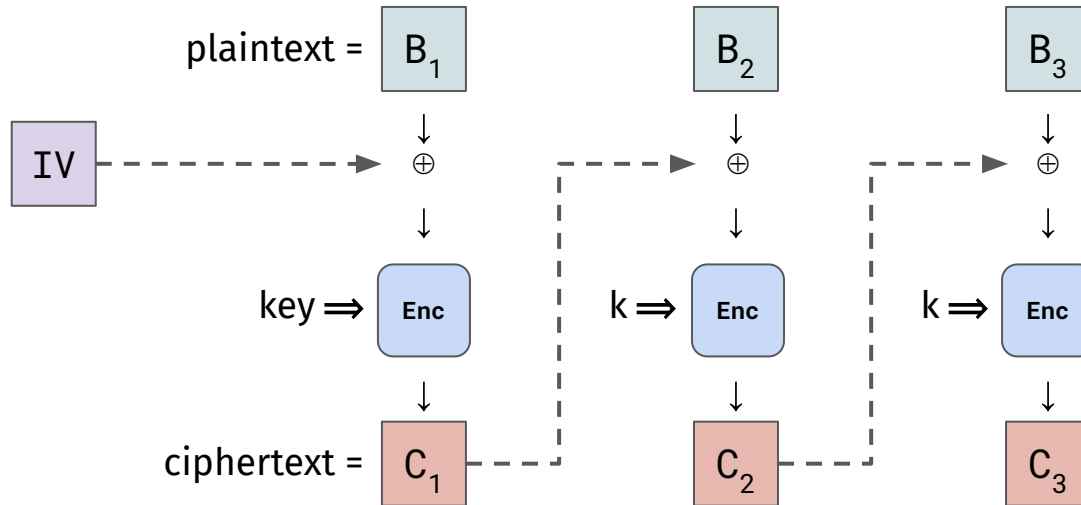 plaintext = B₁ B₂ B₃
↓ ↓ ↓
IV ⊕ ⊕ ⊕
↓ ↓ ↓
key ⇒ Enc k ⇒ Enc k ⇒ Enc
↓ ↓ ↓
ciphertext = C₁ C₂ C₃